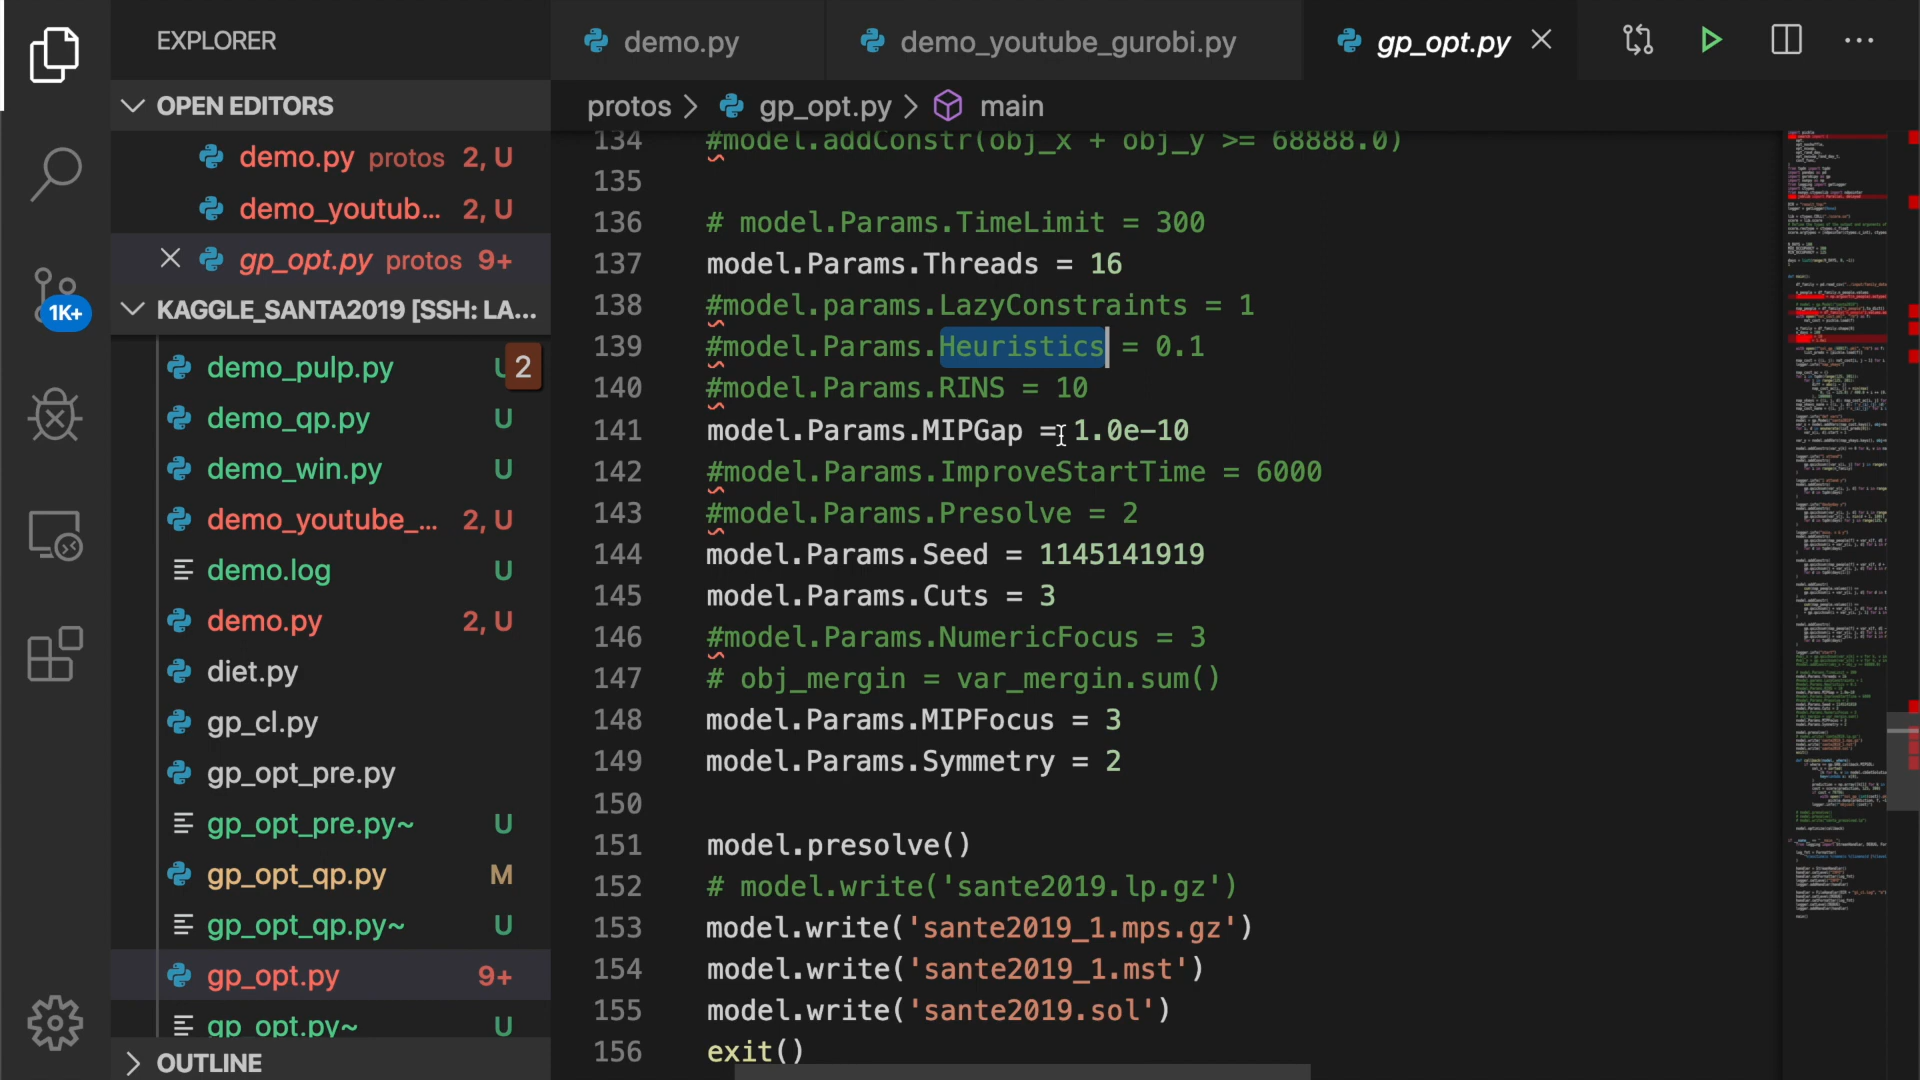 EXPLORER
demo.py
demo_youtube_gurobi.py
gp_opt.py
OPEN EDITORS
demo.py protos 2, U
demo_youtub... 2, U
gp_opt.py protos 9+
1K+
KAGGLE_SANTA2019 [SSH: LA...
demo_pulp.py U
2
demo_qp.py U
demo_win.py U
demo_youtube_... 2, U
demo.log U
demo.py 2, U
diet.py
gp_cl.py
gp_opt_pre.py
gp_opt_pre.py~ U
gp_opt_qp.py M
gp_opt_qp.py~ U
gp_opt.py 9+
gp_opt.py~ U
OUTLINE
protos > gp_opt.py > main
134 #model.addConstr(obj_x + obj_y >= 68888.0)
135
136 # model.Params.TimeLimit = 300
137 model.Params.Threads = 16
138 #model.params.LazyConstraints = 1
139 #model.Params.Heuristics = 0.1
140 #model.Params.RINS = 10
141 model.Params.MIPGap = 1.0e-10
142 #model.Params.ImproveStartTime = 6000
143 #model.Params.Presolve = 2
144 model.Params.Seed = 1145141919
145 model.Params.Cuts = 3
146 #model.Params.NumericFocus = 3
147 # obj_mergin = var_mergin.sum()
148 model.Params.MIPFocus = 3
149 model.Params.Symmetry = 2
150
151 model.presolve()
152 # model.write('sante2019.lp.gz')
153 model.write('sante2019_1.mps.gz')
154 model.write('sante2019_1.mst')
155 model.write('sante2019.sol')
156 exit()